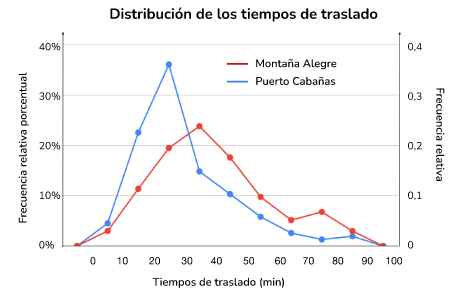 Distribución de los tiempos de traslado
Frecuencia relativa porcentual
40%
30%
20%
10%
0%
Montaña Alegre
Puerto Cabañas
0,4
0,3
0,2
0,1
0
Frecuencia relativa
0 10 20 30 40 50 60 70 80 90 100
Tiempos de traslado (min)